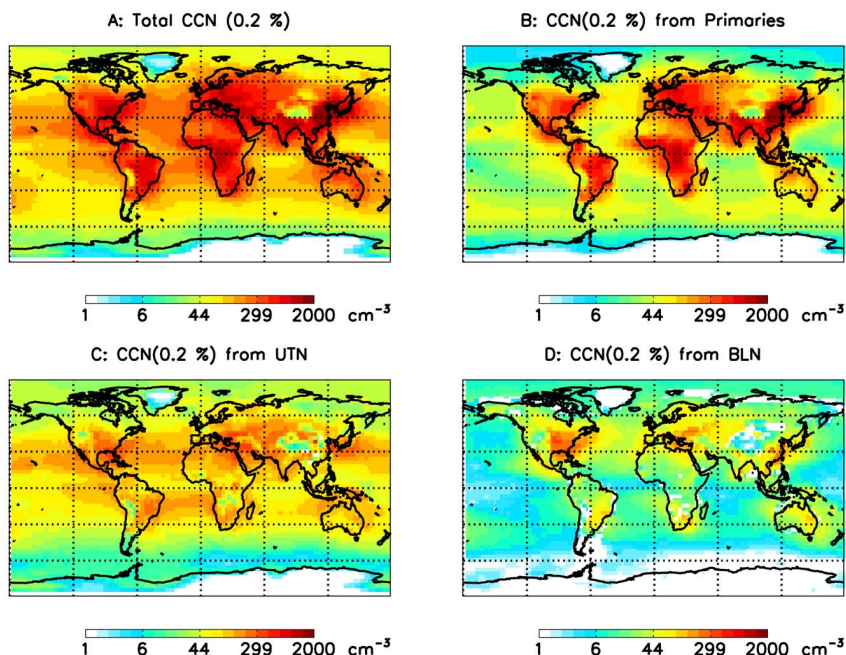 A: Total CCN (0.2 %)
B: CCN(0.2 %) from Primaries
1 6 44 299 2000 cm⁻³
1 6 44 299 2000 cm⁻³
C: CCN(0.2 %) from UTN
D: CCN(0.2 %) from BLN
1 6 44 299 2000 cm⁻³
1 6 44 299 2000 cm⁻³